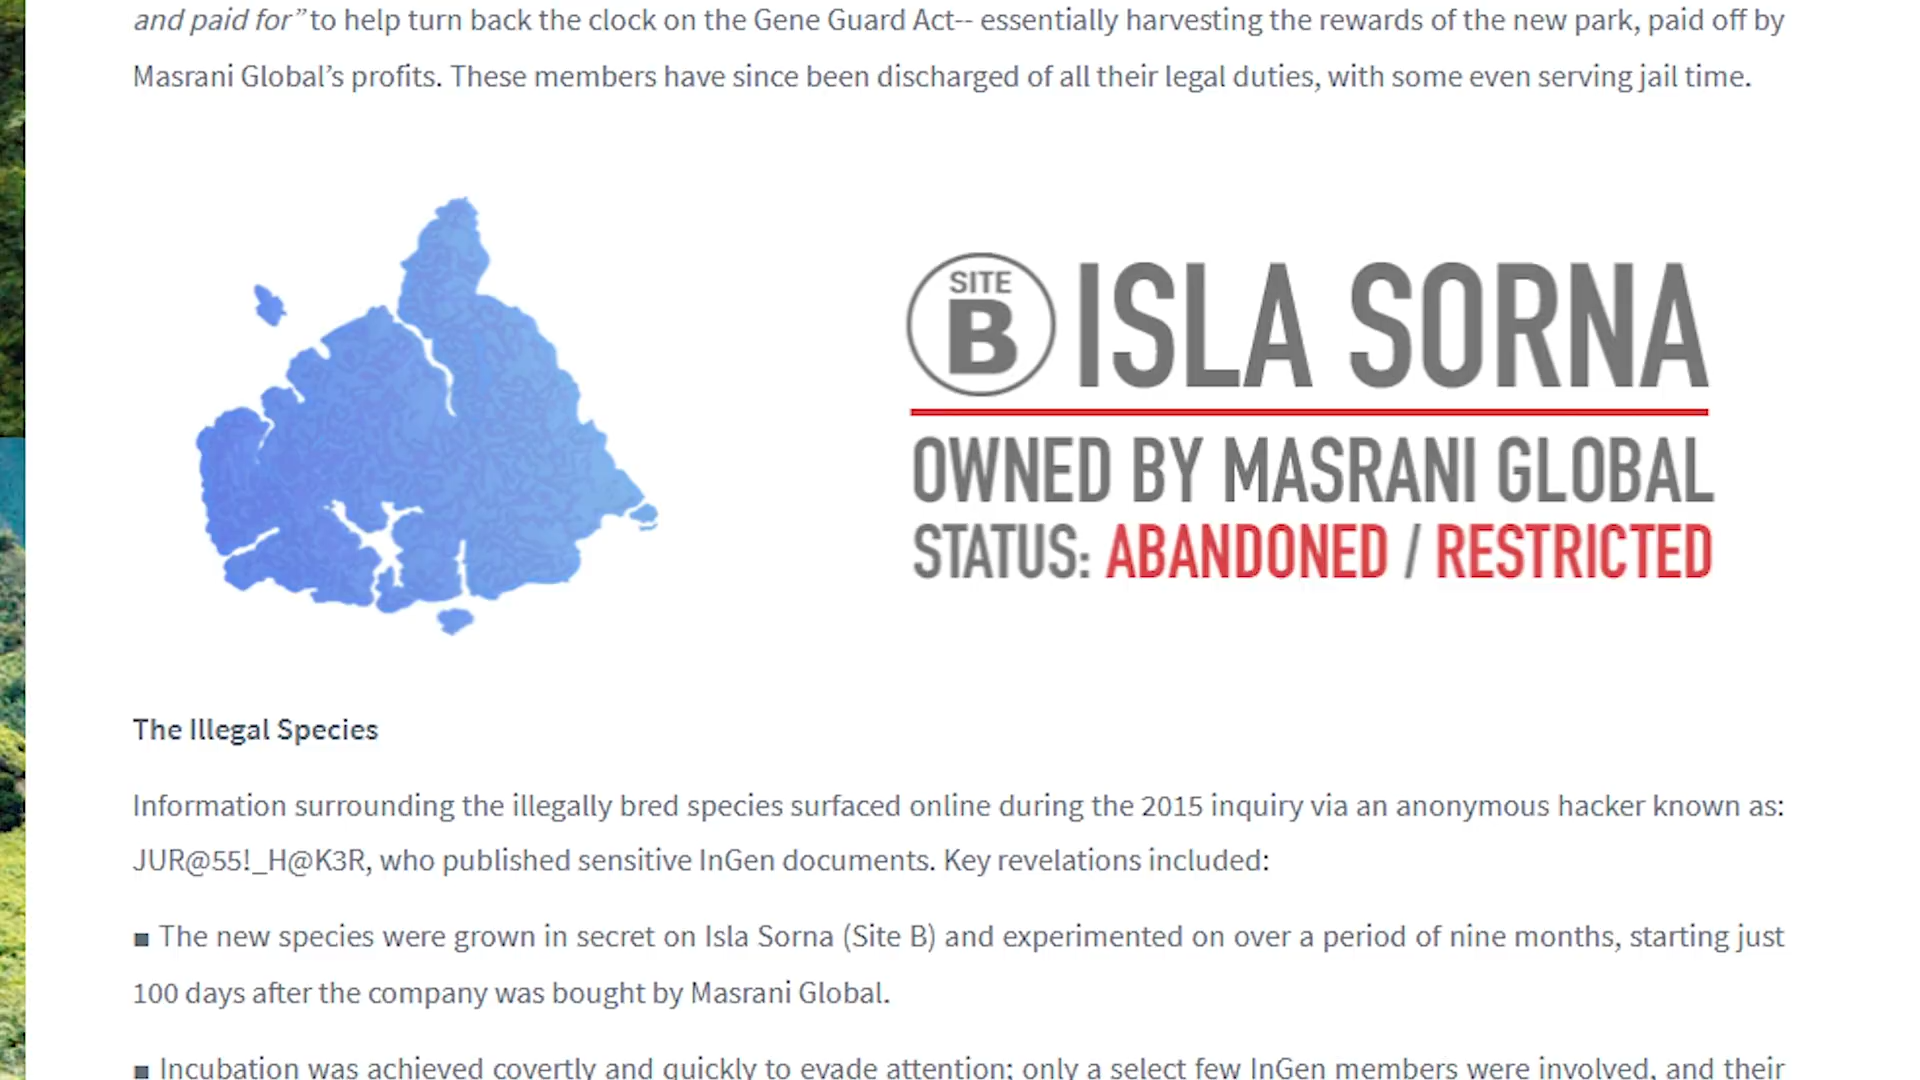 and paid for” to help turn back the clock on the Gene Guard Act-- essentially harvesting the rewards of the new park, paid off by
Masrani Global’s profits. These members have since been discharged of all their legal duties, with some even serving jail time.
SITE
B
ISLA SORNA
OWNED BY MASRANI GLOBAL
STATUS: ABANDONED / RESTRICTED
The Illegal Species
Information surrounding the illegally bred species surfaced online during the 2015 inquiry via an anonymous hacker known as:
JUR@55!_H@K3R, who published sensitive InGen documents. Key revelations included:
■ The new species were grown in secret on Isla Sorna (Site B) and experimented on over a period of nine months, starting just
100 days after the company was bought by Masrani Global.
■ Incubation was achieved covertly and quickly to evade attention; only a select few InGen members were involved, and their